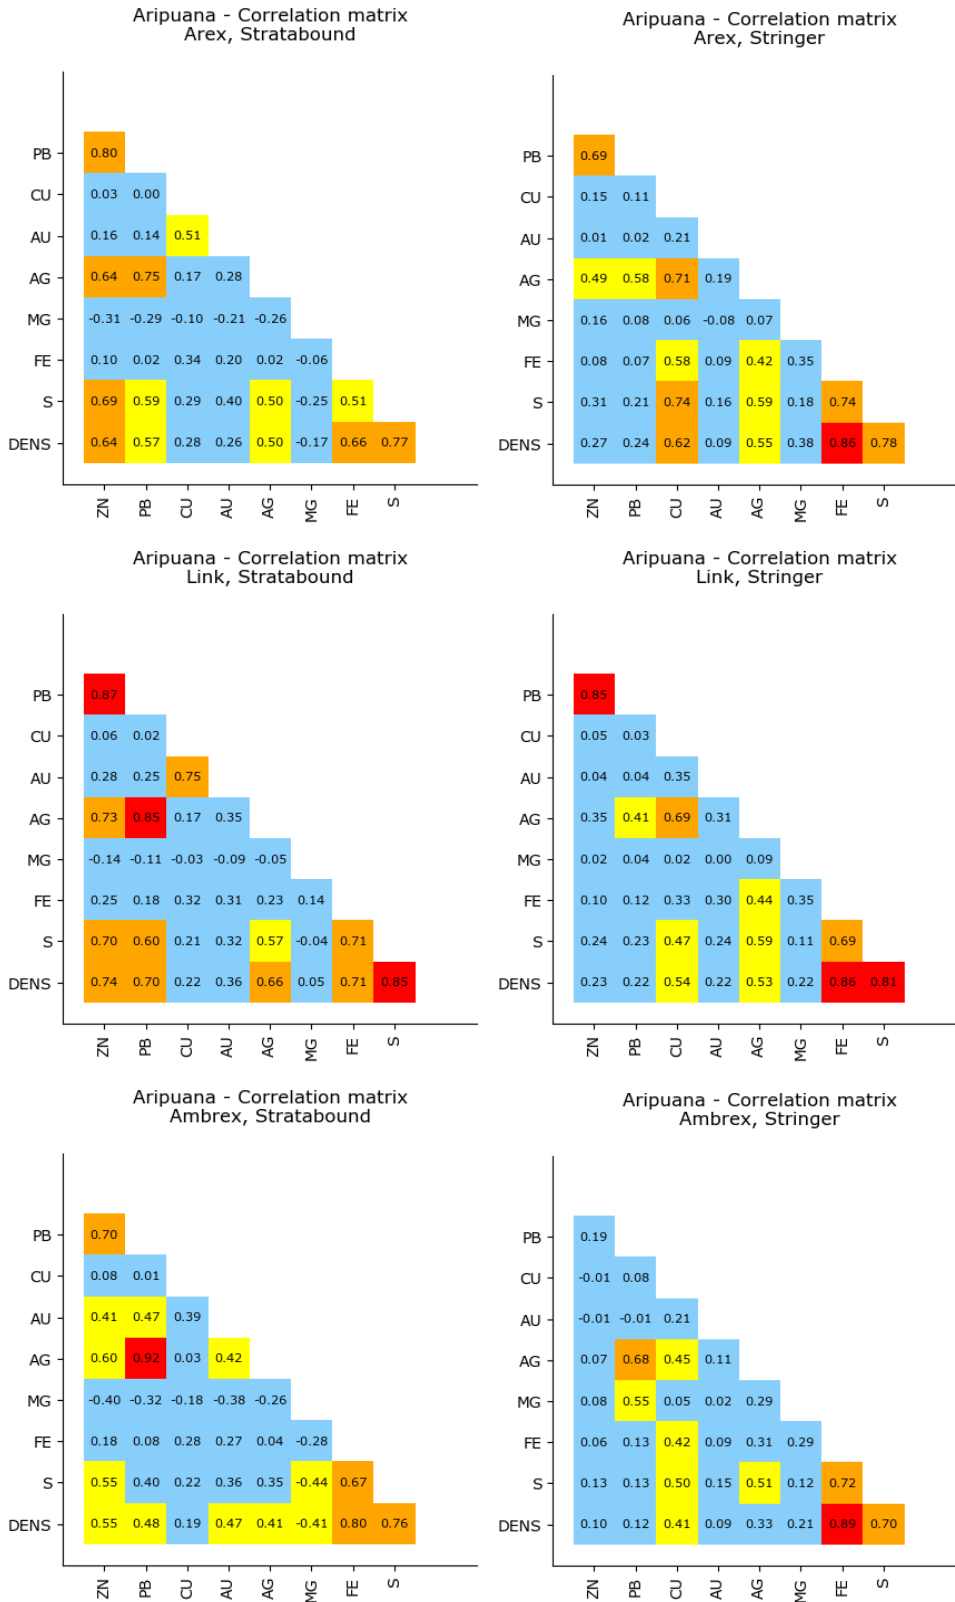 Aripuana - Correlation matrix
Arex, Stratabound
PB 0.80
CU 0.03 0.00
AU 0.16 0.14 0.51
AG 0.64 0.75 0.17 0.28
MG -0.31 -0.29 -0.10 -0.21 -0.26
FE 0.10 0.02 0.34 0.20 0.02 -0.06
S 0.69 0.59 0.29 0.40 0.50 -0.25 0.51
DENS 0.64 0.57 0.28 0.26 0.50 -0.17 0.66 0.77
ZN PB CU AU AG MG FE S
Aripuana - Correlation matrix
Arex, Stringer
PB 0.69
CU 0.15 0.11
AU 0.01 0.02 0.21
AG 0.49 0.58 0.71 0.19
MG 0.16 0.08 0.06 -0.08 0.07
FE 0.08 0.07 0.58 0.09 0.42 0.35
S 0.31 0.21 0.74 0.16 0.59 0.18 0.74
DENS 0.27 0.24 0.62 0.09 0.55 0.38 0.86 0.78
ZN PB CU AU AG MG FE S
Aripuana - Correlation matrix
Link, Stratabound
PB 0.87
CU 0.06 0.02
AU 0.28 0.25 0.75
AG 0.73 0.85 0.17 0.35
MG -0.14 -0.11 -0.03 -0.09 -0.05
FE 0.25 0.18 0.32 0.31 0.23 0.14
S 0.70 0.60 0.21 0.32 0.57 -0.04 0.71
DENS 0.74 0.70 0.22 0.36 0.66 0.05 0.71 0.85
ZN PB CU AU AG MG FE S
Aripuana - Correlation matrix
Link, Stringer
PB 0.85
CU 0.05 0.03
AU 0.04 0.04 0.35
AG 0.35 0.41 0.69 0.31
MG 0.02 0.04 0.02 0.00 0.09
FE 0.10 0.12 0.33 0.30 0.44 0.35
S 0.24 0.23 0.47 0.24 0.59 0.11 0.69
DENS 0.23 0.22 0.54 0.22 0.53 0.22 0.86 0.81
ZN PB CU AU AG MG FE S
Aripuana - Correlation matrix
Ambrex, Stratabound
PB 0.70
CU 0.08 0.01
AU 0.41 0.47 0.39
AG 0.60 0.92 0.03 0.42
MG -0.40 -0.32 -0.18 -0.38 -0.26
FE 0.18 0.08 0.28 0.27 0.04 -0.28
S 0.55 0.40 0.22 0.36 0.35 -0.44 0.67
DENS 0.55 0.48 0.19 0.47 0.41 -0.41 0.80 0.76
ZN PB CU AU AG MG FE S
Aripuana - Correlation matrix
Ambrex, Stringer
PB 0.19
CU -0.01 0.08
AU -0.01 -0.01 0.21
AG 0.07 0.68 0.45 0.11
MG 0.08 0.55 0.05 0.02 0.29
FE 0.06 0.13 0.42 0.09 0.31 0.29
S 0.13 0.13 0.50 0.15 0.51 0.12 0.72
DENS 0.10 0.12 0.41 0.09 0.33 0.21 0.89 0.70
ZN PB CU AU AG MG FE S